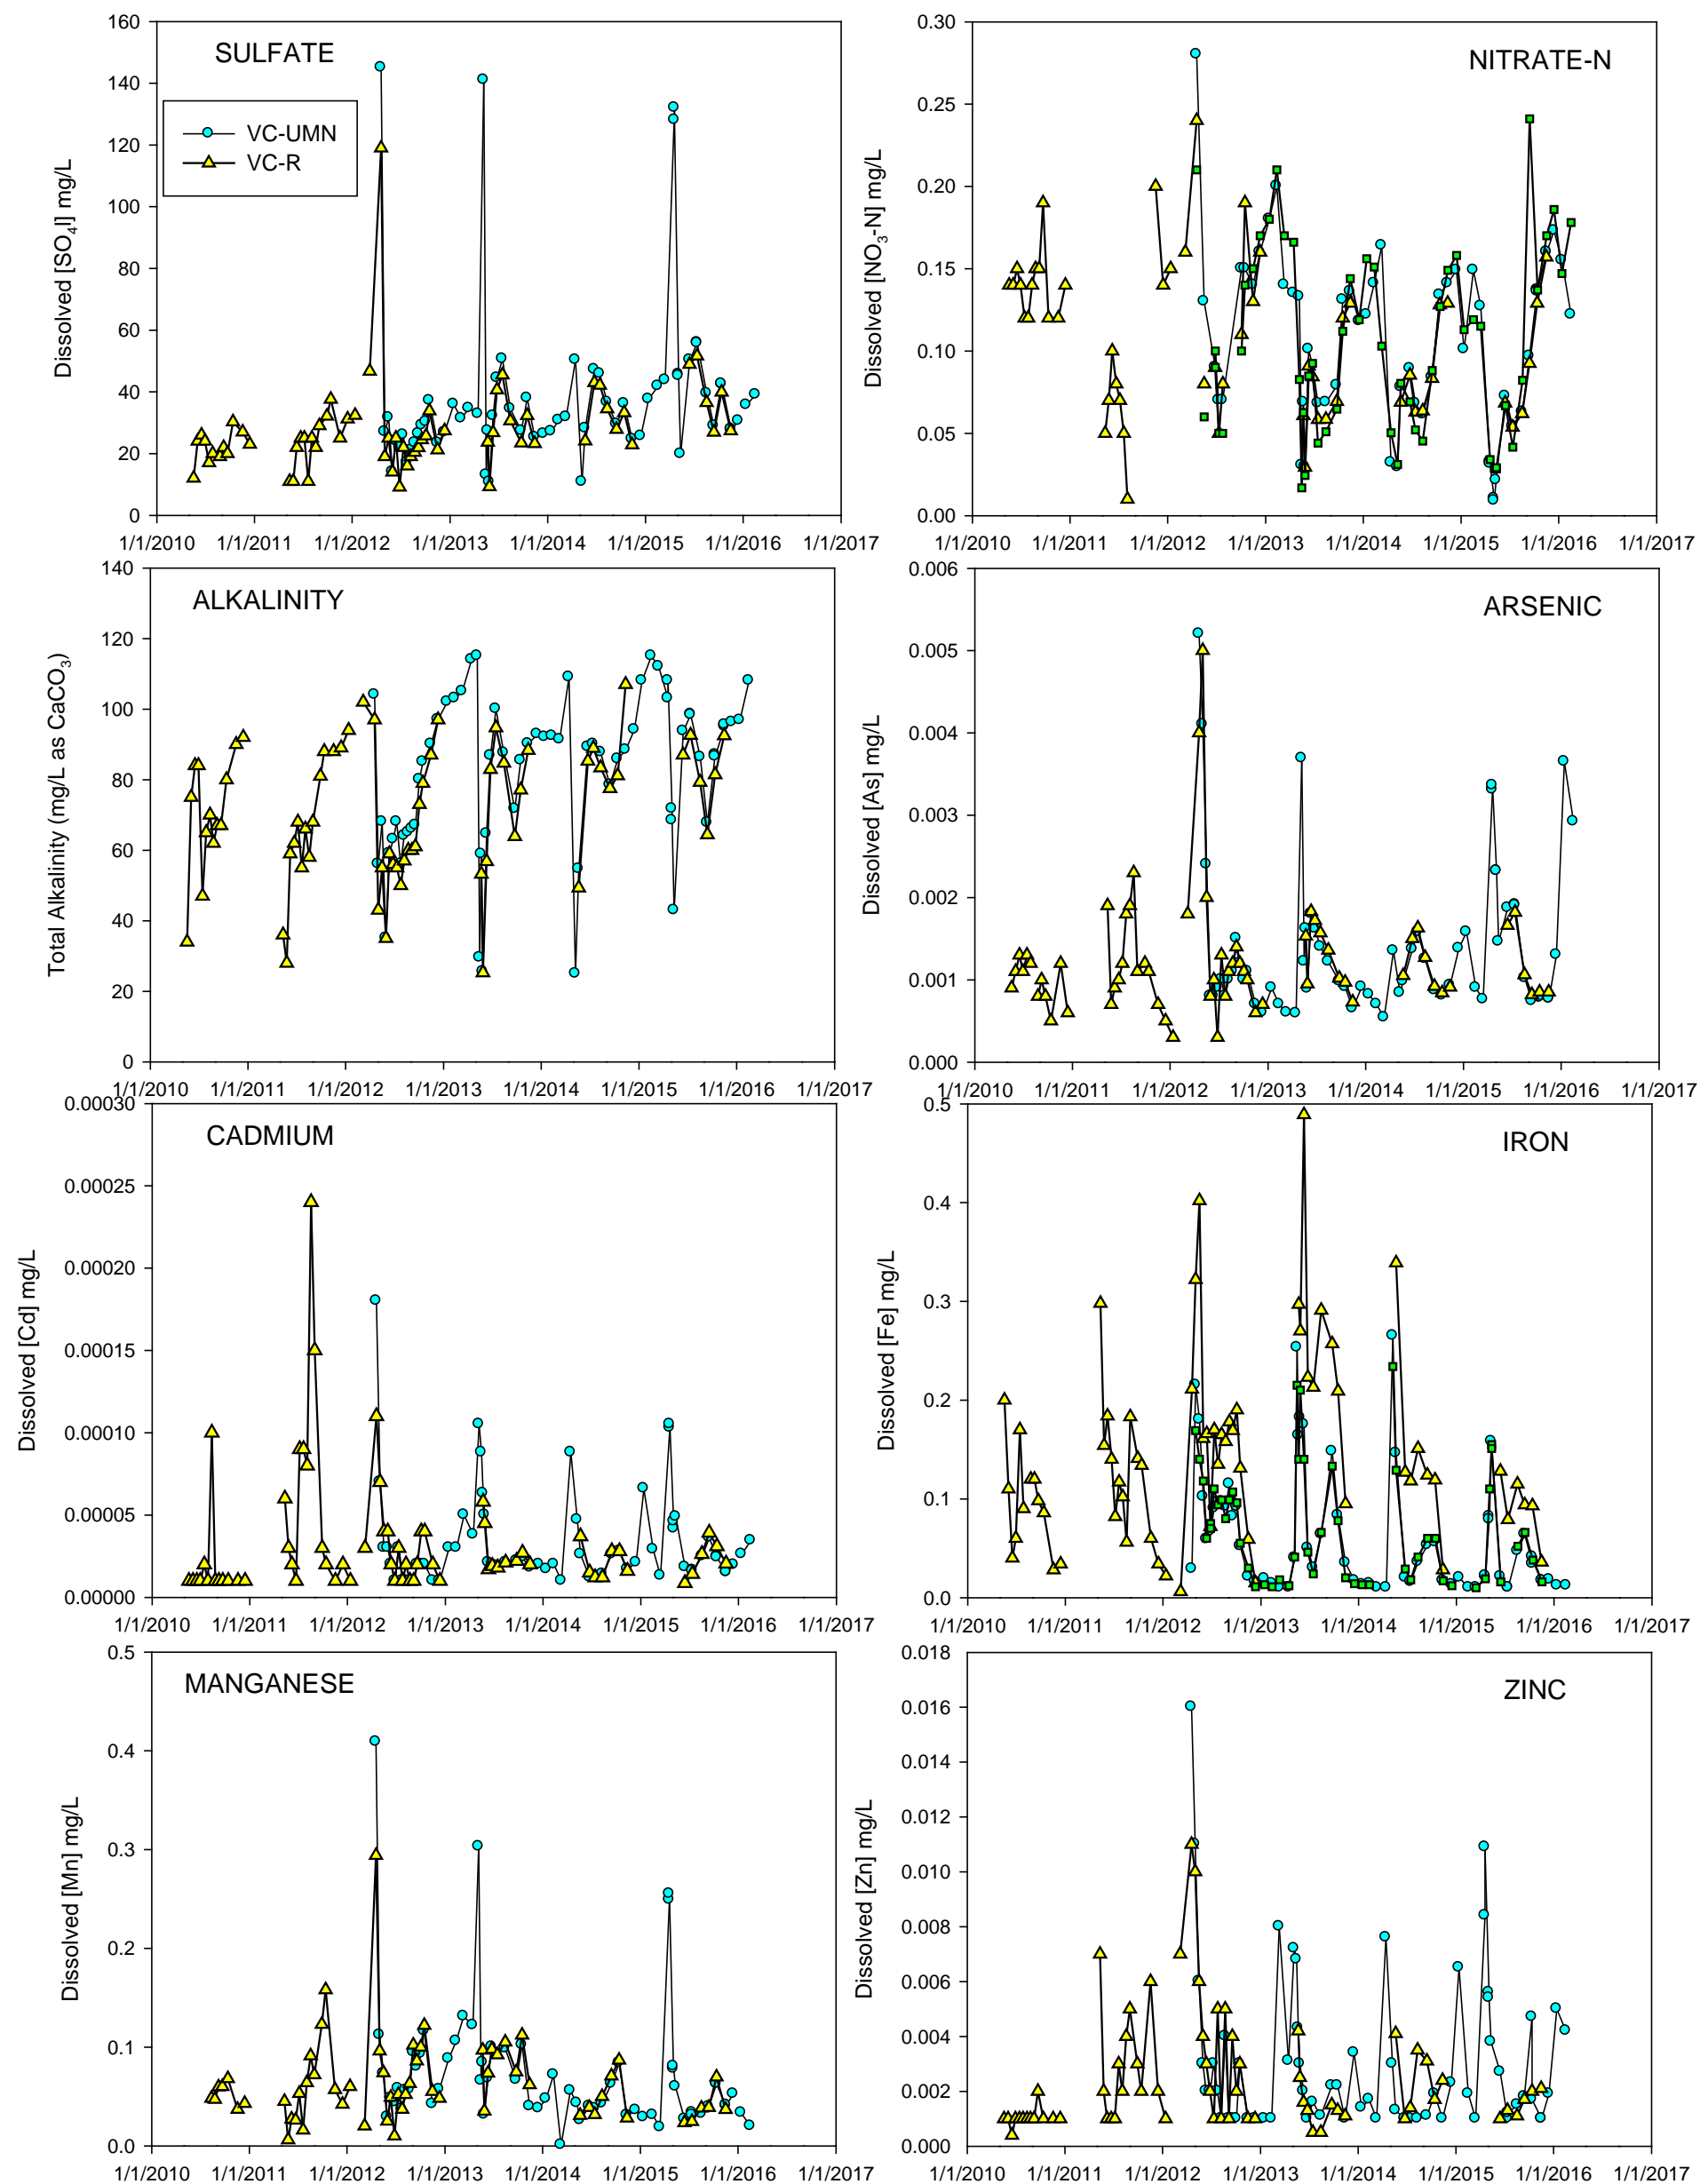 SULFATE
VC-UMN
VC-R
Dissolved [SO4l] mg/L
160
140
120
100
80
60
40
20
0
1/1/2010 1/1/2011 1/1/2012 1/1/2013 1/1/2014 1/1/2015 1/1/2016 1/1/2017
NITRATE-N
Dissolved [NO3-N] mg/L
0.30
0.25
0.20
0.15
0.10
0.05
0.00
1/1/2010 1/1/2011 1/1/2012 1/1/2013 1/1/2014 1/1/2015 1/1/2016 1/1/2017
ALKALINITY
Total Alkalinity (mg/L as CaCO3)
140
120
100
80
60
40
20
0
1/1/2010 1/1/2011 1/1/2012 1/1/2013 1/1/2014 1/1/2015 1/1/2016 1/1/2017
ARSENIC
Dissolved [As] mg/L
0.006
0.005
0.004
0.003
0.002
0.001
0.000
1/1/2010 1/1/2011 1/1/2012 1/1/2013 1/1/2014 1/1/2015 1/1/2016 1/1/2017
CADMIUM
Dissolved [Cd] mg/L
0.00030
0.00025
0.00020
0.00015
0.00010
0.00005
0.00000
1/1/2010 1/1/2011 1/1/2012 1/1/2013 1/1/2014 1/1/2015 1/1/2016 1/1/2017
IRON
Dissolved [Fe] mg/L
0.5
0.4
0.3
0.2
0.1
0.0
1/1/2010 1/1/2011 1/1/2012 1/1/2013 1/1/2014 1/1/2015 1/1/2016 1/1/2017
MANGANESE
Dissolved [Mn] mg/L
0.5
0.4
0.3
0.2
0.1
0.0
1/1/2010 1/1/2011 1/1/2012 1/1/2013 1/1/2014 1/1/2015 1/1/2016 1/1/2017
ZINC
Dissolved [Zn] mg/L
0.018
0.016
0.014
0.012
0.010
0.008
0.006
0.004
0.002
0.000
1/1/2010 1/1/2011 1/1/2012 1/1/2013 1/1/2014 1/1/2015 1/1/2016 1/1/2017